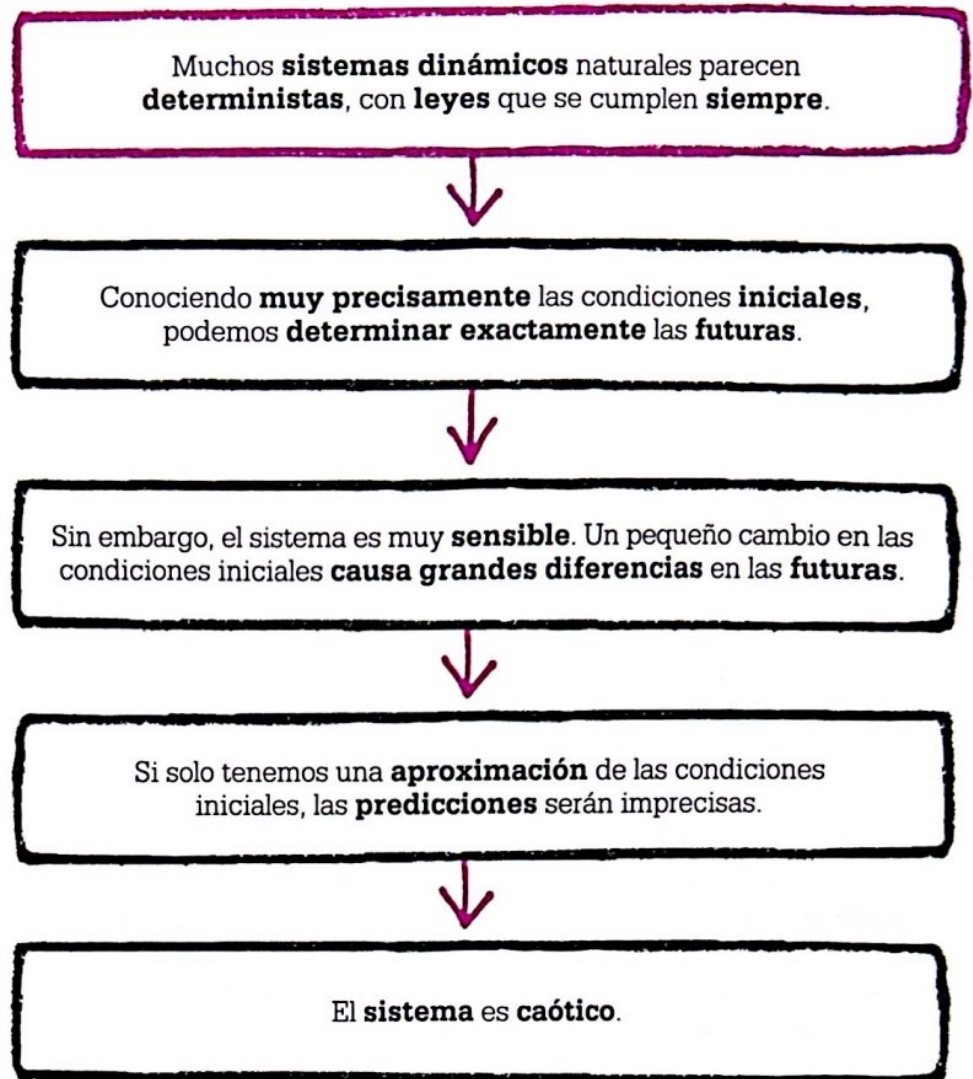 Muchos sistemas dinámicos naturales parecen
deterministas, con leyes que se cumplen siempre.
Conociendo muy precisamente las condiciones iniciales,
podemos determinar exactamente las futuras.
Sin embargo, el sistema es muy sensible. Un pequeño cambio en las
condiciones iniciales causa grandes diferencias en las futuras.
Si solo tenemos una aproximación de las condiciones
iniciales, las predicciones serán imprecisas.
El sistema es caótico.